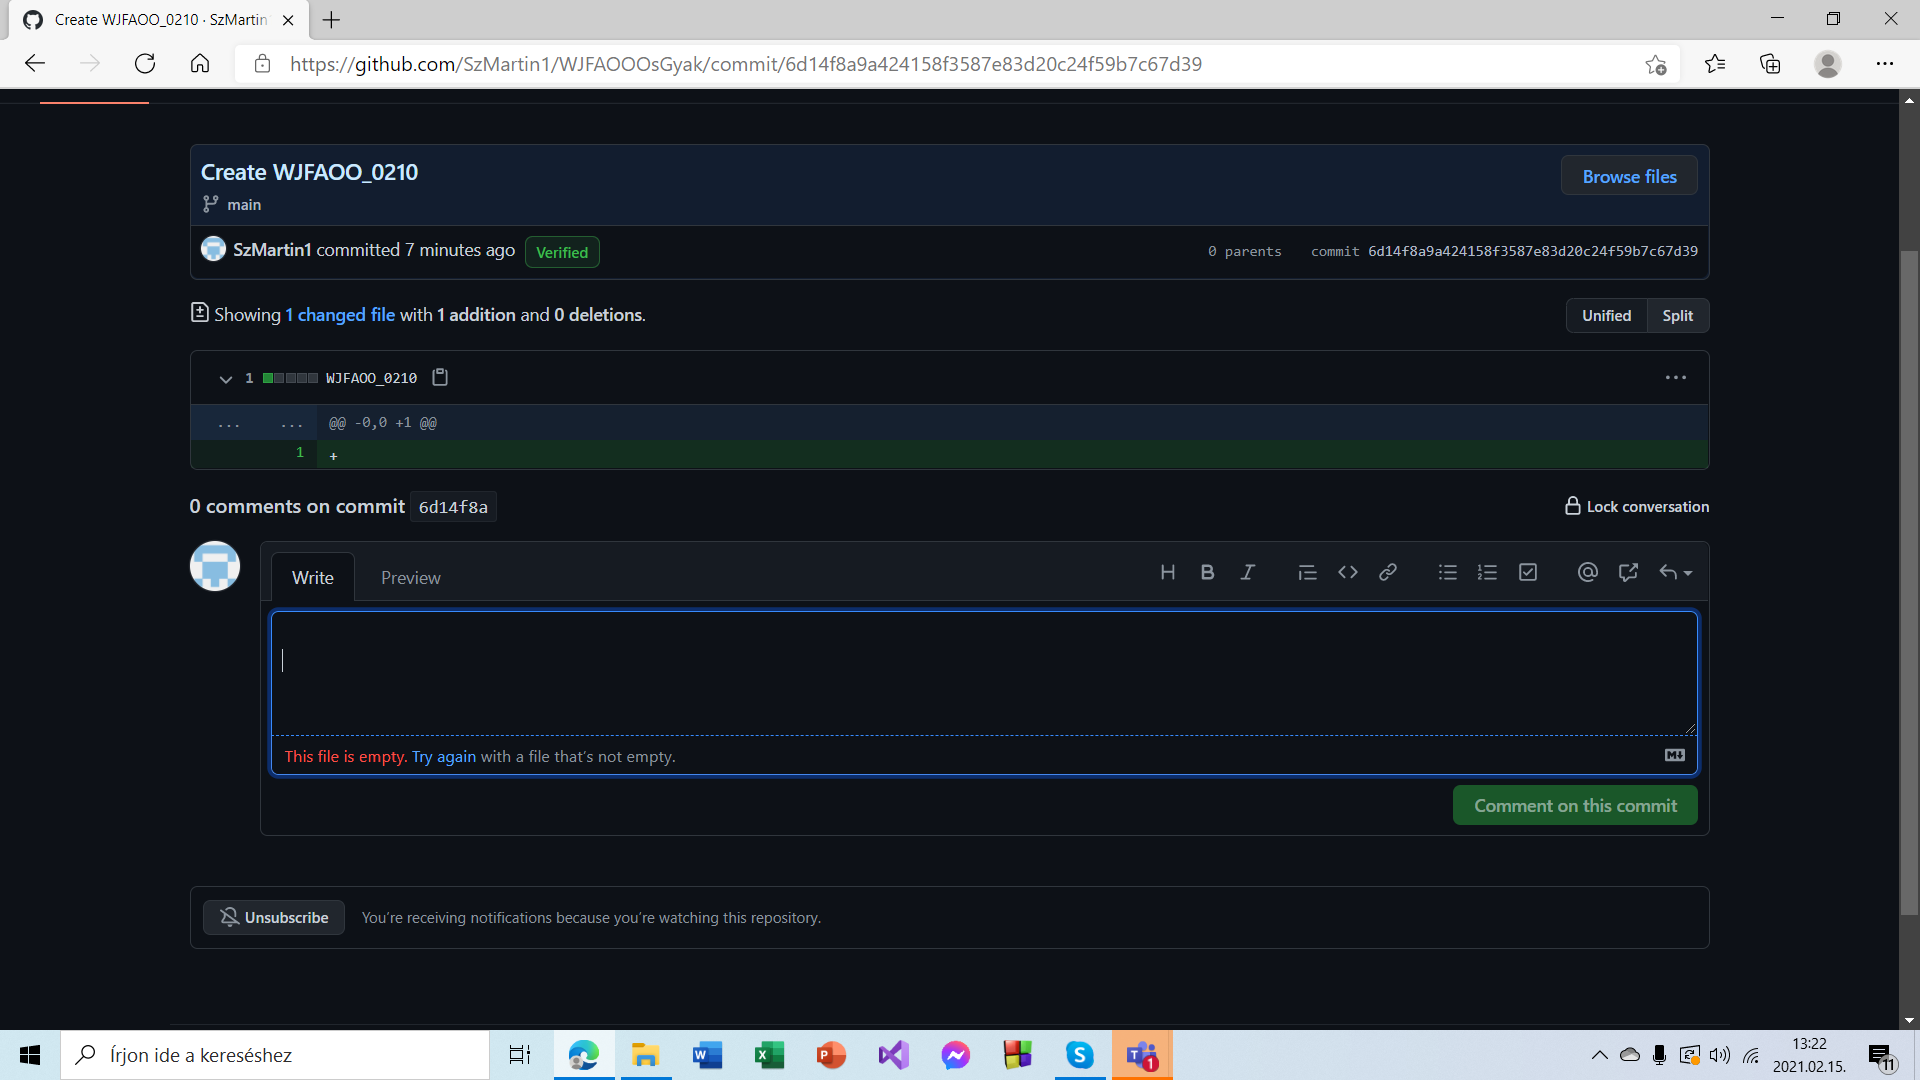 Create WJFAOO_0210 · SzMartin
https://github.com/SzMartin1/WJFAOOOsGyak/commit/6d14f8a9a424158f3587e83d20c24f59b7c67d39
Create WJFAOO_0210
Browse files
main
SzMartin1 committed 7 minutes ago Verified
0 parents commit 6d14f8a9a424158f3587e83d20c24f59b7c67d39
Showing 1 changed file with 1 addition and 0 deletions.
Unified Split
1 WJFAOO_0210
... ... @@ -0,0 +1 @@
1 +
0 comments on commit 6d14f8a
Lock conversation
Write Preview
This file is empty. Try again with a file that's not empty.
Comment on this commit
Unsubscribe You're receiving notifications because you're watching this repository.
Írjon ide a kereséshez
1
13:22
2021.02.15.
11